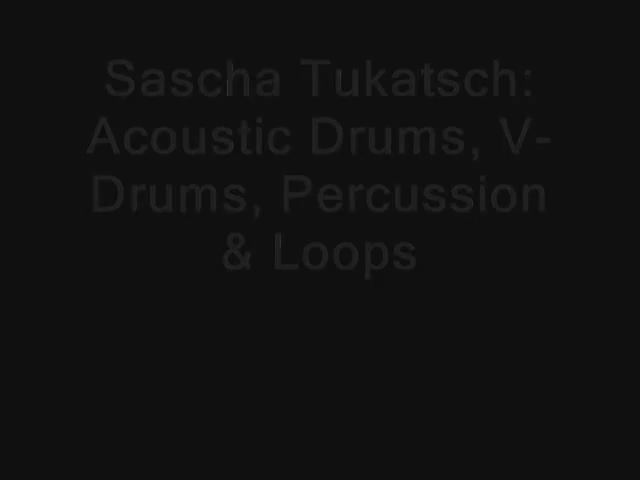 Sascha Tukatsch:
Acoustic Drums, V-
Drums, Percussion
& Loops